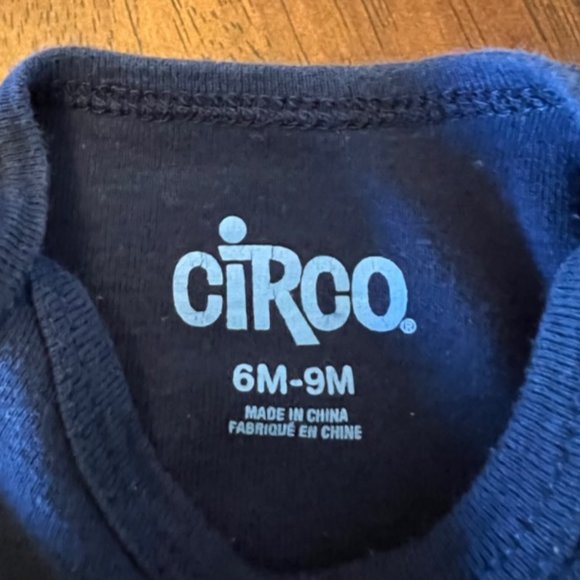 CiRCO®
6M-9M
MADE IN CHINA
FABRIQUÉ EN CHINE